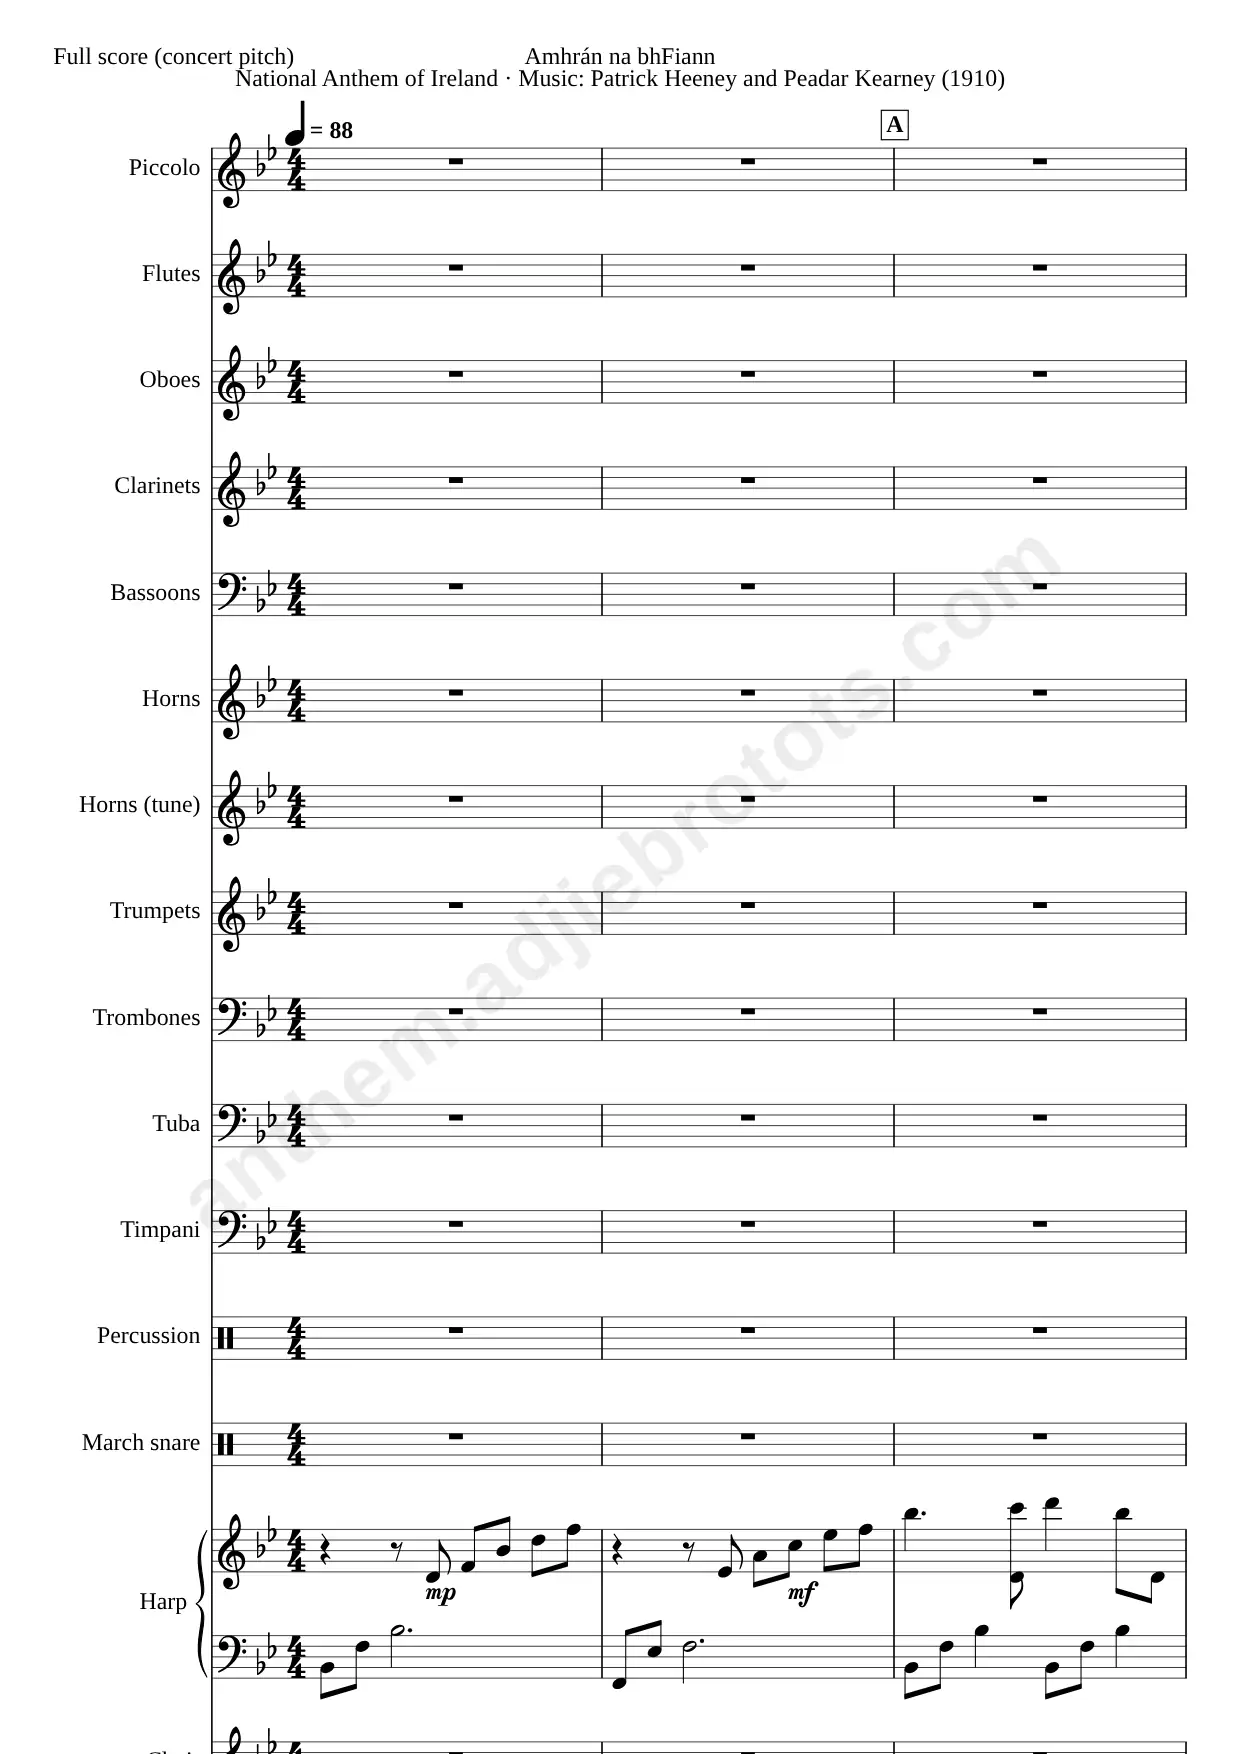 Full score (concert pitch)
Amhrán na bhFiann
National Anthem of Ireland · Music: Patrick Heeney and Peadar Kearney (1910)
= 88
A
Piccolo
Flutes
Oboes
Clarinets
Bassoons
Horns
Horns (tune)
Trumpets
Trombones
Tuba
Timpani
Percussion
March snare
Harp
mp
mf
anthem.adjiebrotots.com